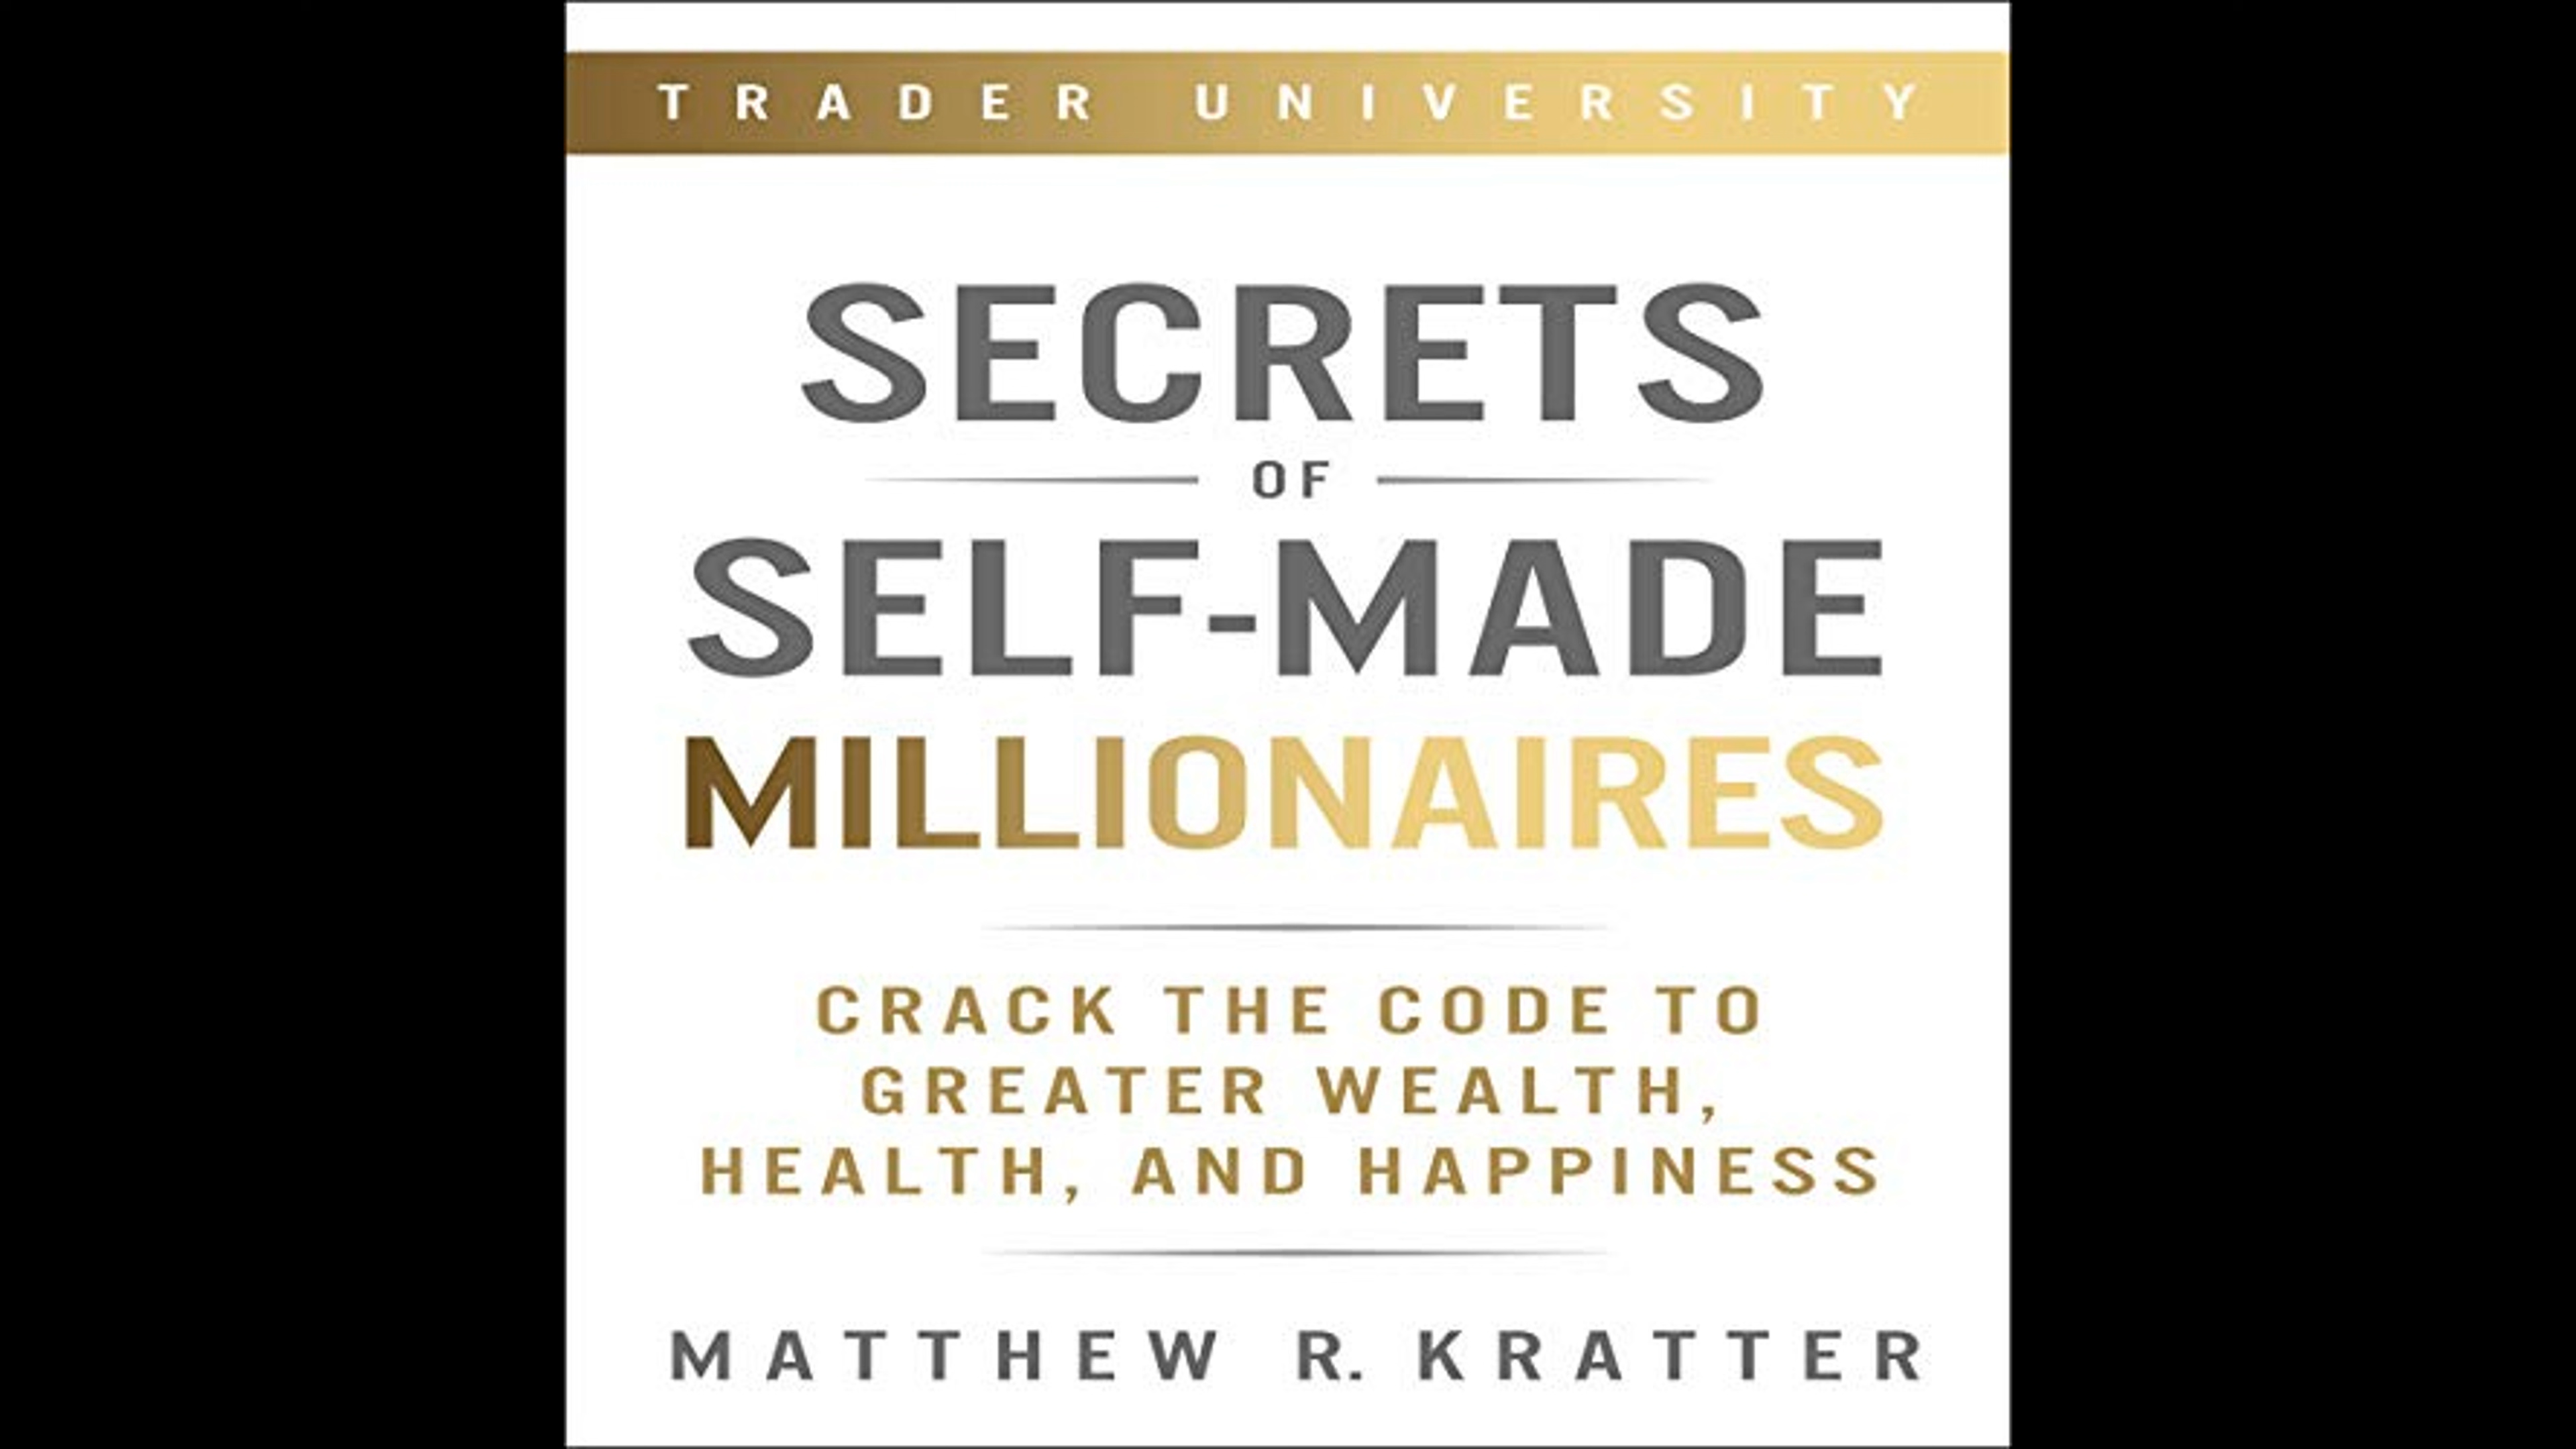 TRADER UNIVERSITY
SECRETS
OF
SELF-MADE
MILLIONAIRES
CRACK THE CODE TO
GREATER WEALTH,
HEALTH, AND HAPPINESS
MATTHEW R. KRATTER